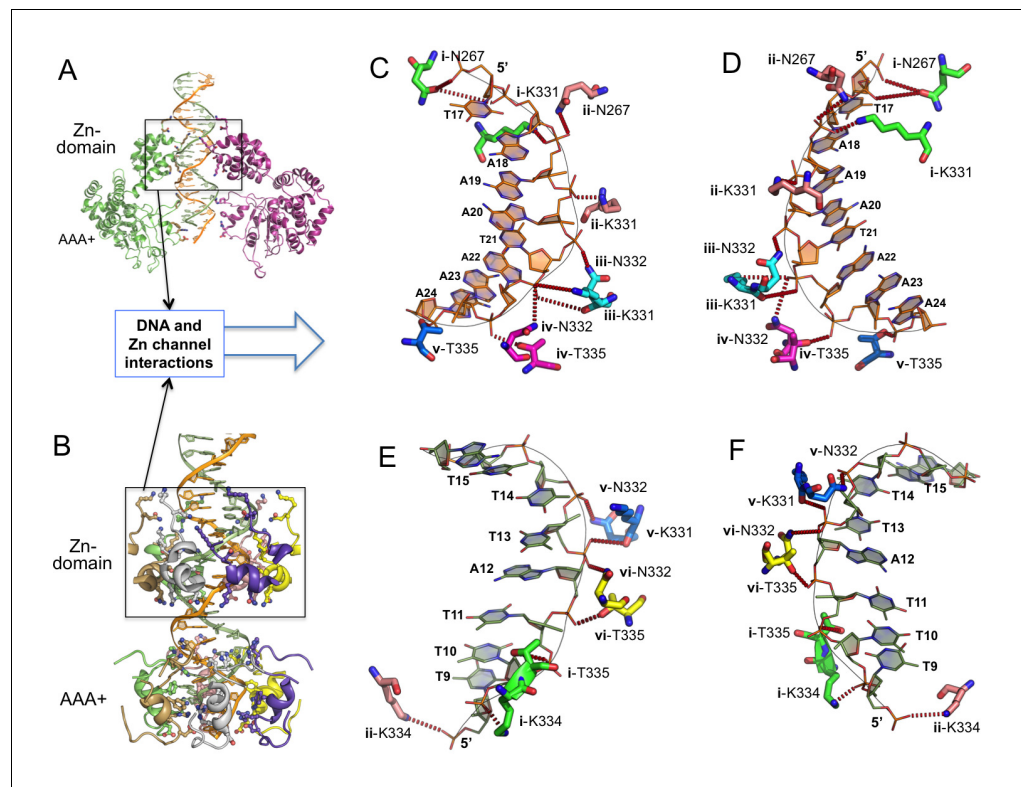 A
Zn-
domain
AAA+
DNA and
Zn channel
interactions
B
Zn-
domain
AAA+
C
i-N267
5’
i-K331
ii-N267
T17
A18
A19
A20
ii-K331
T21
A22
iii-N332
A23
A24
iii-K331
iv-N332
v-T335
iv-T335
D
ii-N267
i-N267
T17
A18
i-K331
A19
ii-K331
A20
T21
iii-N332
A22
A23
iii-K331
A24
iv-N332
iv-T335
v-T335
E
T15
v-N332
T14
T13
v-K331
A12
vi-N332
T11
vi-T335
T10
T9
i-T335
i-K334
ii-K334
5’
F
v-N332
v-K331
T14
T15
vi-N332
T13
A12
vi-T335
T11
i-T335
T10
T9
i-K334
5’
ii-K334